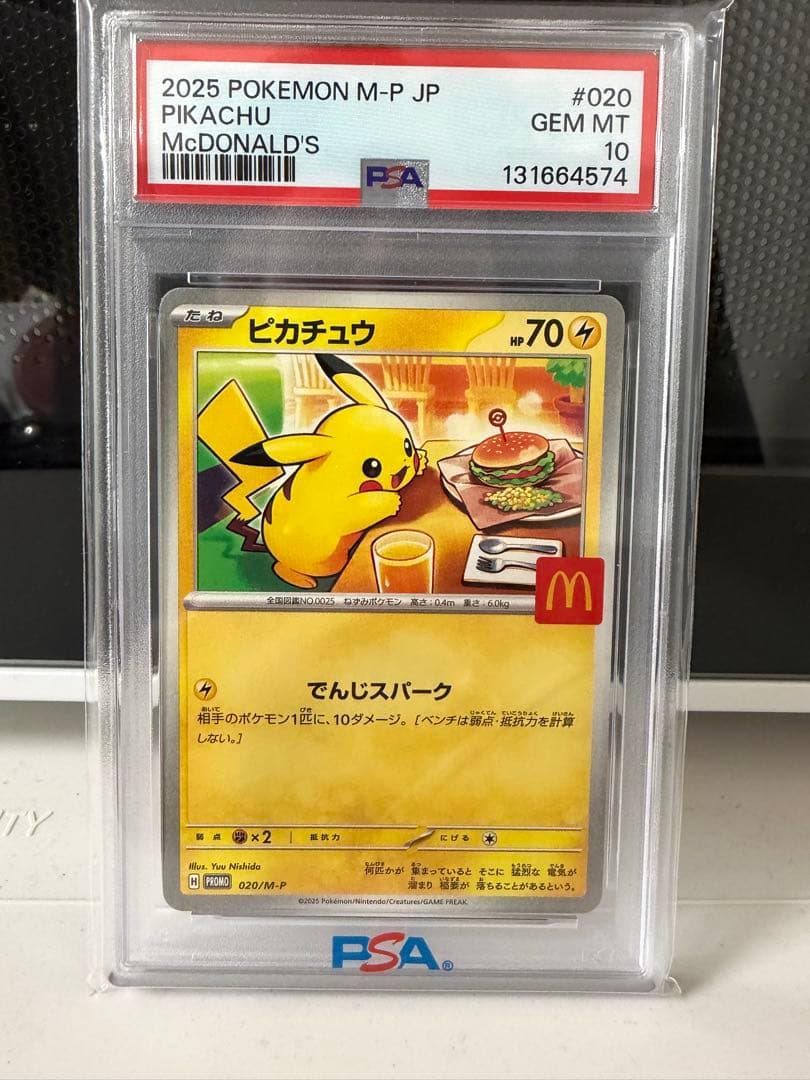 2025 POKEMON M-P JP #020
PIKACHU GEM MT
McDONALD'S 10
PSA 131664574
たね ピカチュウ HP70
全国図鑑NO.0025 ねずみポケモン 高さ:0.4m 重さ:6.0kg
M
でんじスパーク
相手のポケモン1匹に、10ダメージ。[ベンチは弱点・抵抗力を計算
しない。]
弱点 ×2 抵抗力 にげる
Illus. Yuu Nishida
H PROMO 020/M-P
何匹かが 集まっていると そこに 猛烈な 電気が
溜まり 稲妻が 落ちることがあるという。
©2025 Pokémon/Nintendo/Creatures/GAME FREAK.
PSA®